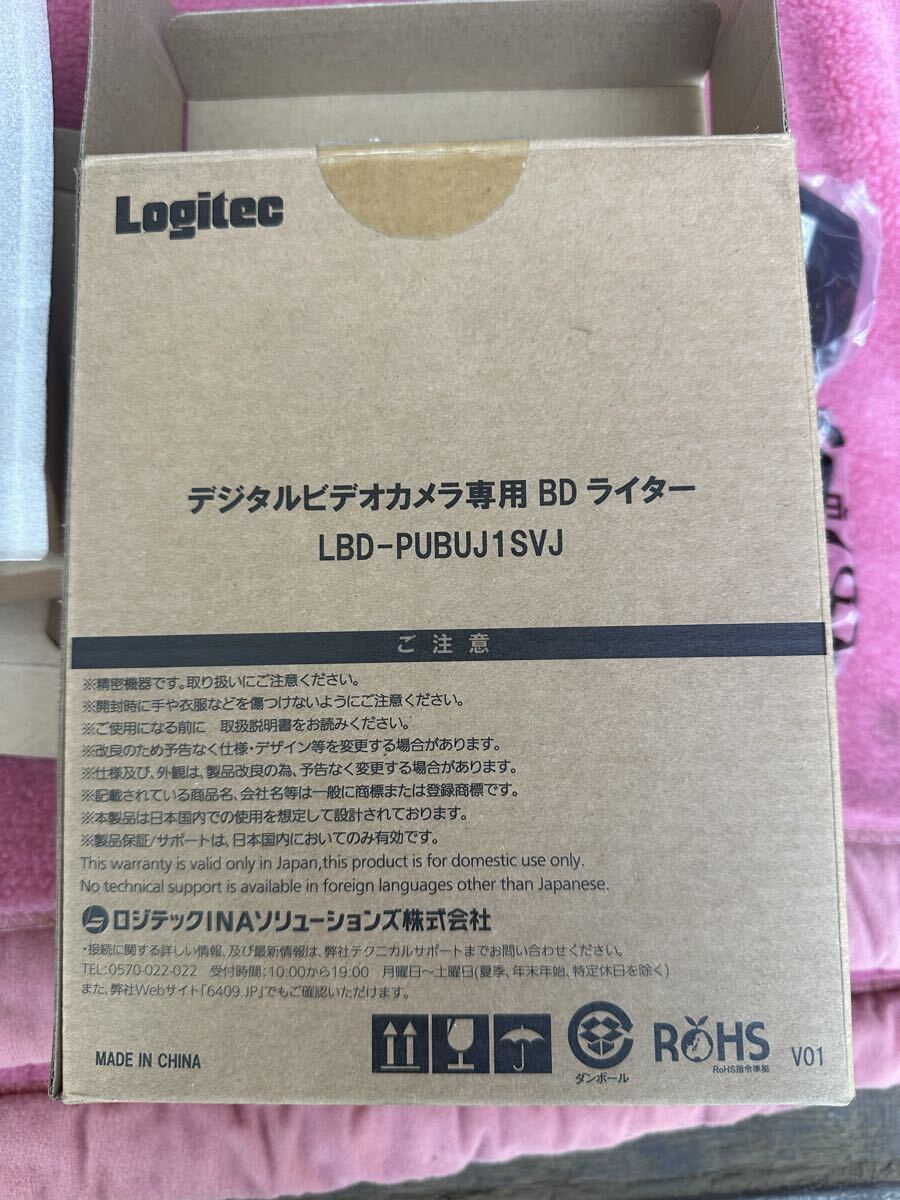 Logitec
デジタルビデオカメラ専用 BD ライター
LBD-PUBUJ1SVJ
ご注意
※精密機器です。取り扱いにご注意ください。
※開封時に手や衣服などを傷つけないようにご注意ください。
※ご使用になる前に 取扱説明書をお読みください。
※改良のため予告なく仕様・デザイン等を変更する場合があります。
※仕様及び、外観は、製品改良の為、予告なく変更する場合があります。
※記載されている商品名、会社名等は一般に商標または登録商標です。
※本製品は日本国内での使用を想定して設計されております。
※製品保証/サポートは、日本国内においてのみ有効です。
This warranty is valid only in Japan,this product is for domestic use only.
No technical support is available in foreign languages other than Japanese.
ロジテックINAソリューションズ株式会社
・接続に関する詳しい情報、及び最新情報は、弊社テクニカルサポートまでお問い合わせください。
TEL:0570-022-022 受付時間:10:00から19:00 月曜日～土曜日(夏季、年末年始、特定休日を除く)
また、弊社Webサイト「6409.JP」でもご確認いただけます。
MADE IN CHINA
ダンボール
RoHS
RoHS指令準拠
V01